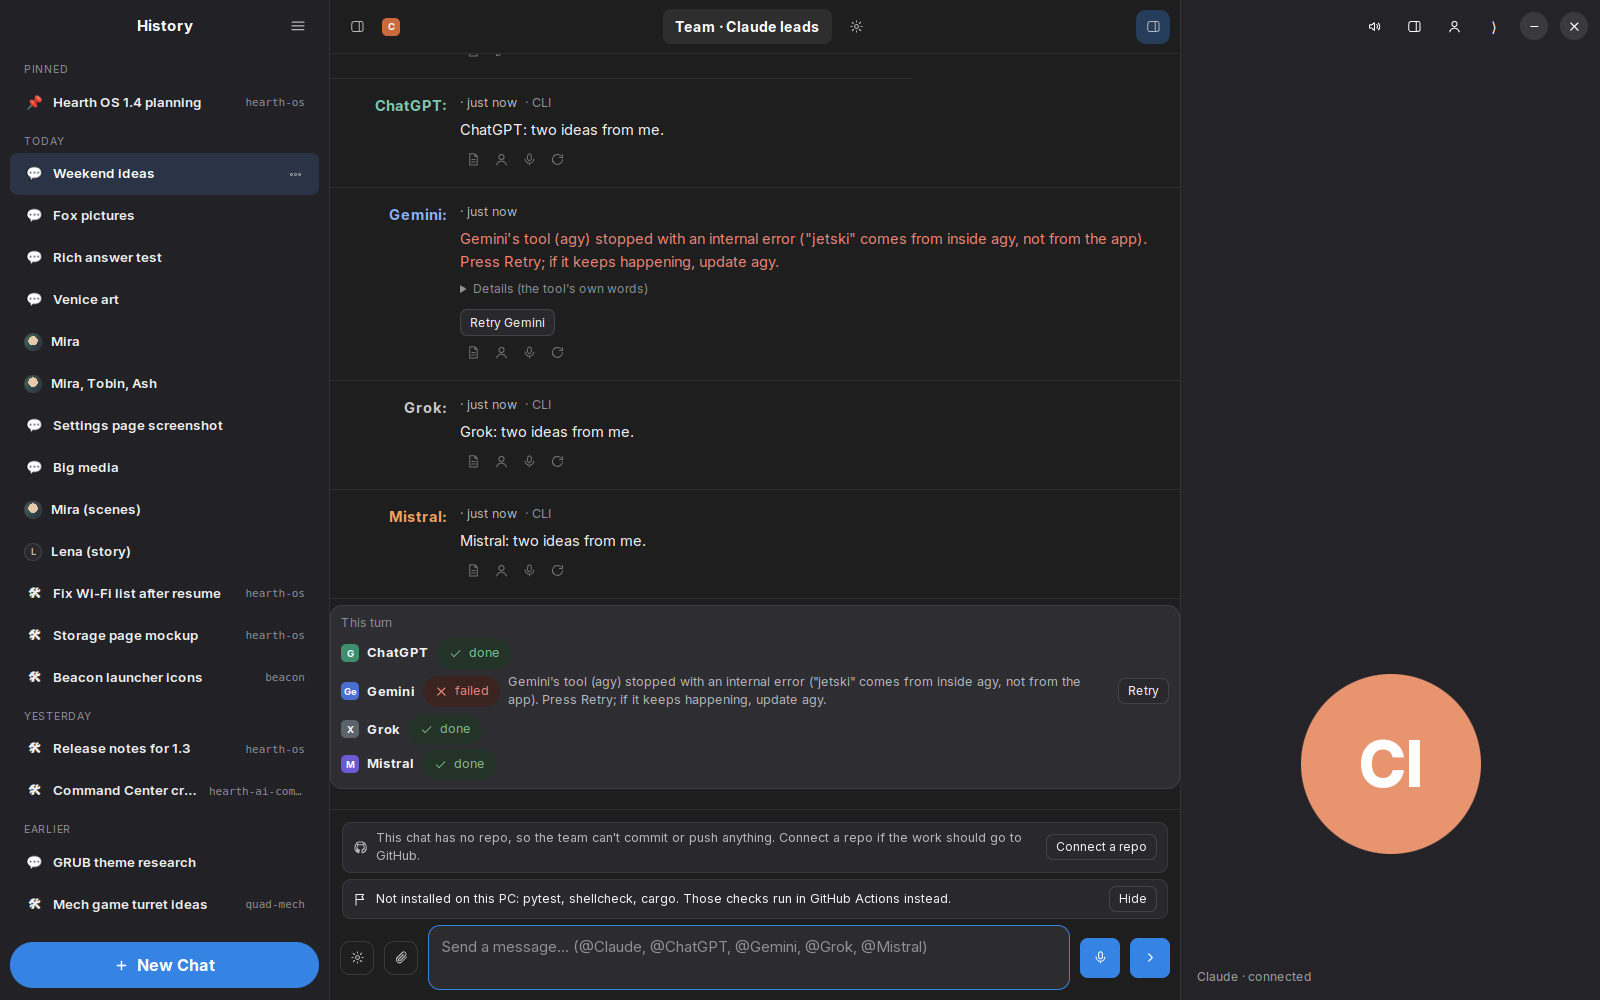 History
PINNED
Hearth OS 1.4 planning hearth-os
TODAY
Weekend ideas
Fox pictures
Rich answer test
Venice art
Mira
Mira, Tobin, Ash
Settings page screenshot
Big media
Mira (scenes)
L Lena (story)
Fix Wi-Fi list after resume hearth-os
Storage page mockup hearth-os
Beacon launcher icons beacon
YESTERDAY
Release notes for 1.3 hearth-os
Command Center cr... hearth-ai-com…
EARLIER
GRUB theme research
Mech game turret ideas quad-mech
+ New Chat
C
Team · Claude leads
ChatGPT: · just now · CLI
ChatGPT: two ideas from me.
Gemini: · just now
Gemini's tool (agy) stopped with an internal error ("jetski" comes from inside agy, not from the app).
Press Retry; if it keeps happening, update agy.
Details (the tool's own words)
Retry Gemini
Grok: · just now · CLI
Grok: two ideas from me.
Mistral: · just now · CLI
Mistral: two ideas from me.
This turn
G ChatGPT done
Ge Gemini failed
Gemini's tool (agy) stopped with an internal error ("jetski" comes from inside agy, not from the
app). Press Retry; if it keeps happening, update agy.
Retry
X Grok done
M Mistral done
This chat has no repo, so the team can't commit or push anything. Connect a repo if the work should go to
GitHub.
Connect a repo
Not installed on this PC: pytest, shellcheck, cargo. Those checks run in GitHub Actions instead.
Hide
Send a message... (@Claude, @ChatGPT, @Gemini, @Grok, @Mistral)
Cl
Claude · connected